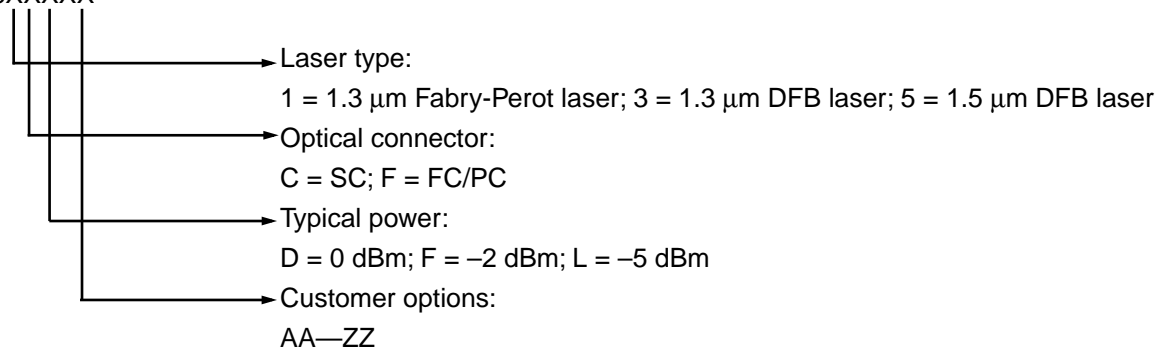 Laser type:
1 = 1.3 μm Fabry-Perot laser; 3 = 1.3 μm DFB laser; 5 = 1.5 μm DFB laser
Optical connector:
C = SC; F = FC/PC
Typical power:
D = 0 dBm; F = –2 dBm; L = –5 dBm
Customer options:
AA—ZZ